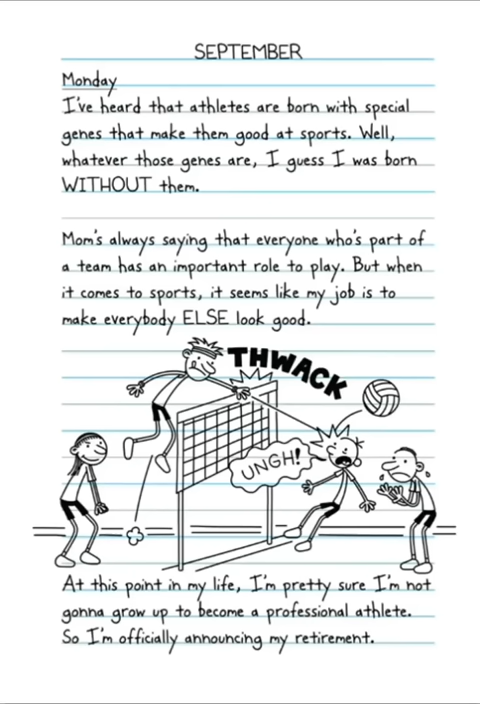 SEPTEMBER
Monday
I've heard that athletes are born with special
genes that make them good at sports. Well,
whatever those genes are, I guess I was born
WITHOUT them.
Mom's always saying that everyone who's part of
a team has an important role to play. But when
it comes to sports, it seems like my job is to
make everybody ELSE look good.
THWACK
UNGH!
At this point in my life, I'm pretty sure I'm not
gonna grow up to become a professional athlete.
So I'm officially announcing my retirement.